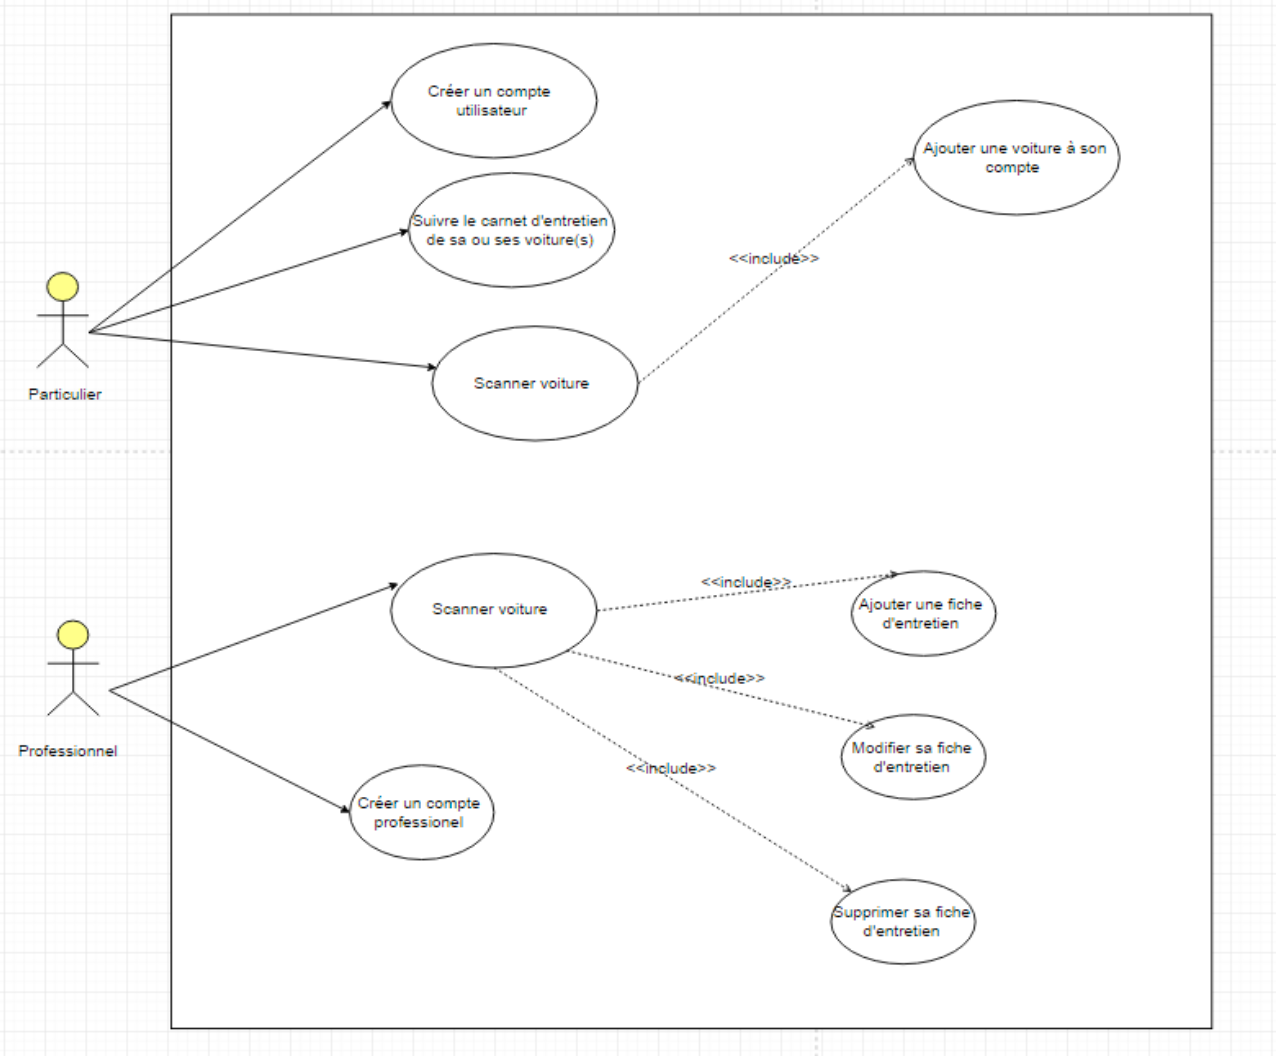 Créer un compte
utilisateur
Ajouter une voiture à son
compte
Suivre le carnet d'entretien
de sa ou ses voiture(s)
<<include>>
Scanner voiture
Particulier
<<include>>
Scanner voiture
Ajouter une fiche
d'entretien
<<include>>
Professionnel
Modifier sa fiche
d'entretien
<<include>>
Créer un compte
professionel
Supprimer sa fiche
d'entretien